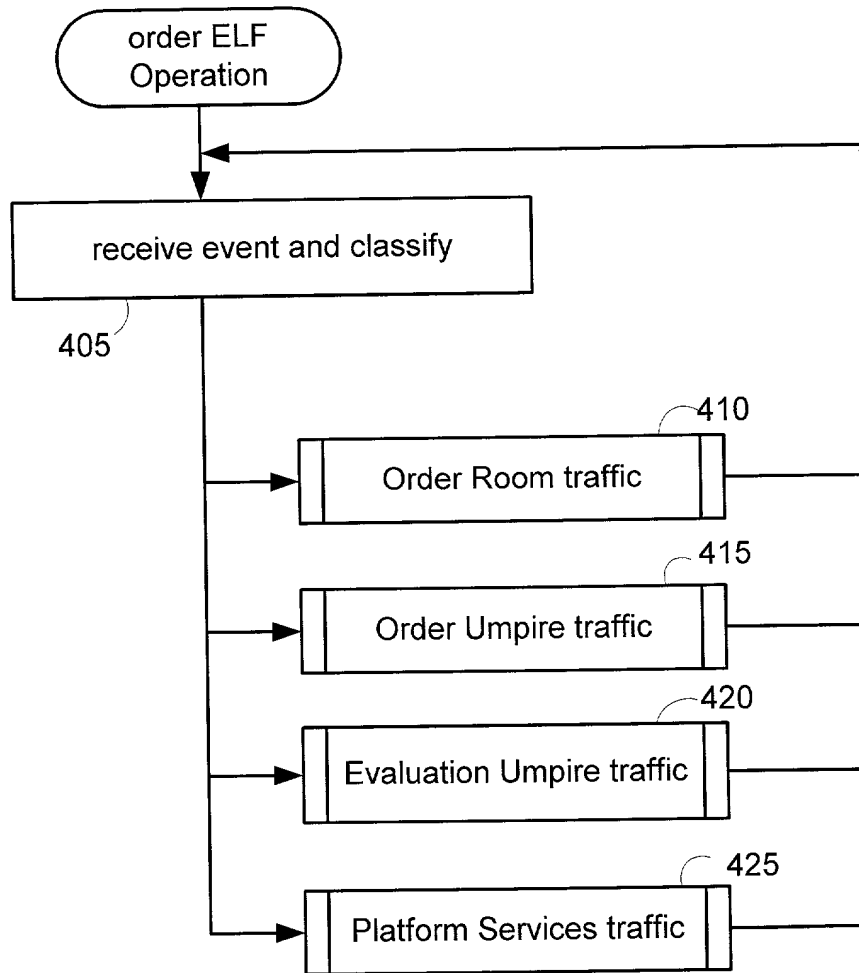 order ELF
Operation
receive event and classify
405
410
Order Room traffic
415
Order Umpire traffic
420
Evaluation Umpire traffic
425
Platform Services traffic